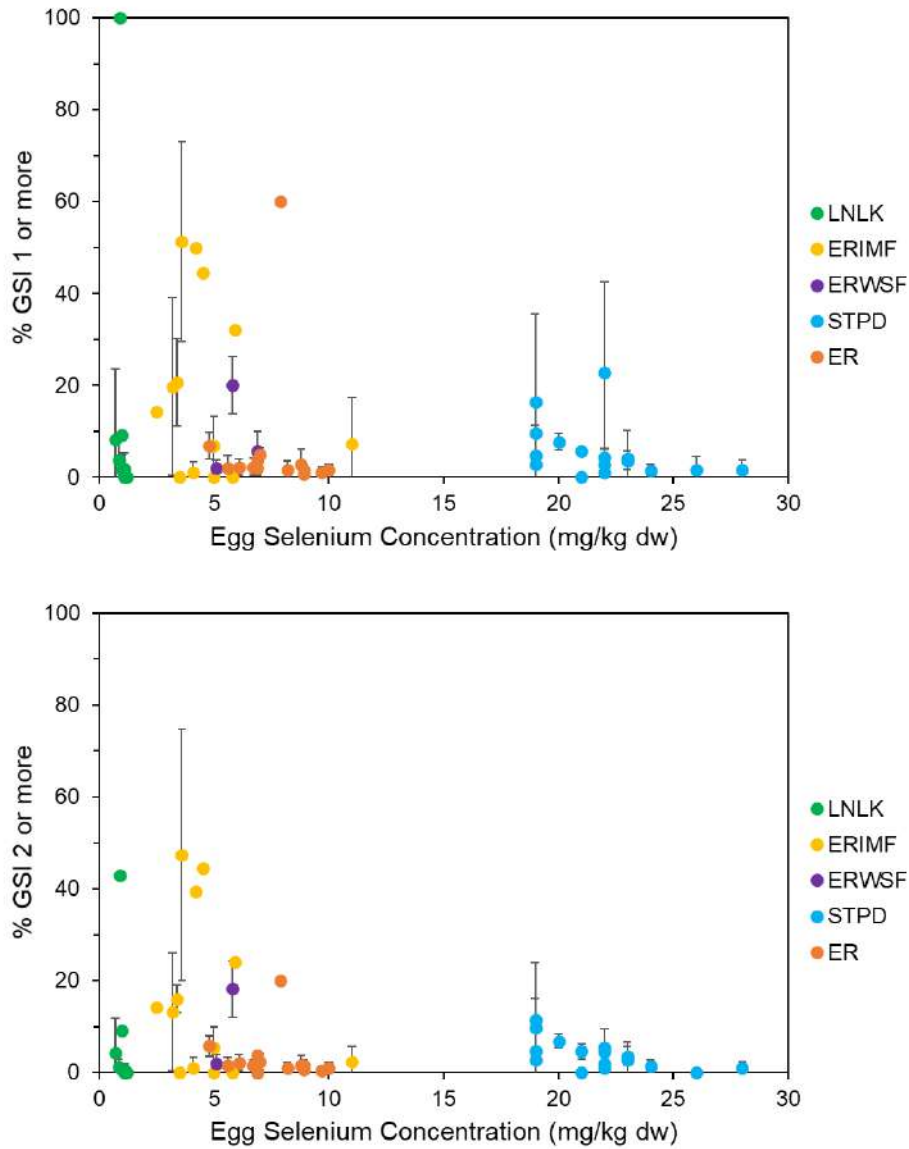 % GSI 1 or more
100
80
60
40
20
0
0 5 10 15 20 25 30
Egg Selenium Concentration (mg/kg dw)
LNLK
ERIMF
ERWSF
STPD
ER
% GSI 2 or more
100
80
60
40
20
0
0 5 10 15 20 25 30
Egg Selenium Concentration (mg/kg dw)
LNLK
ERIMF
ERWSF
STPD
ER